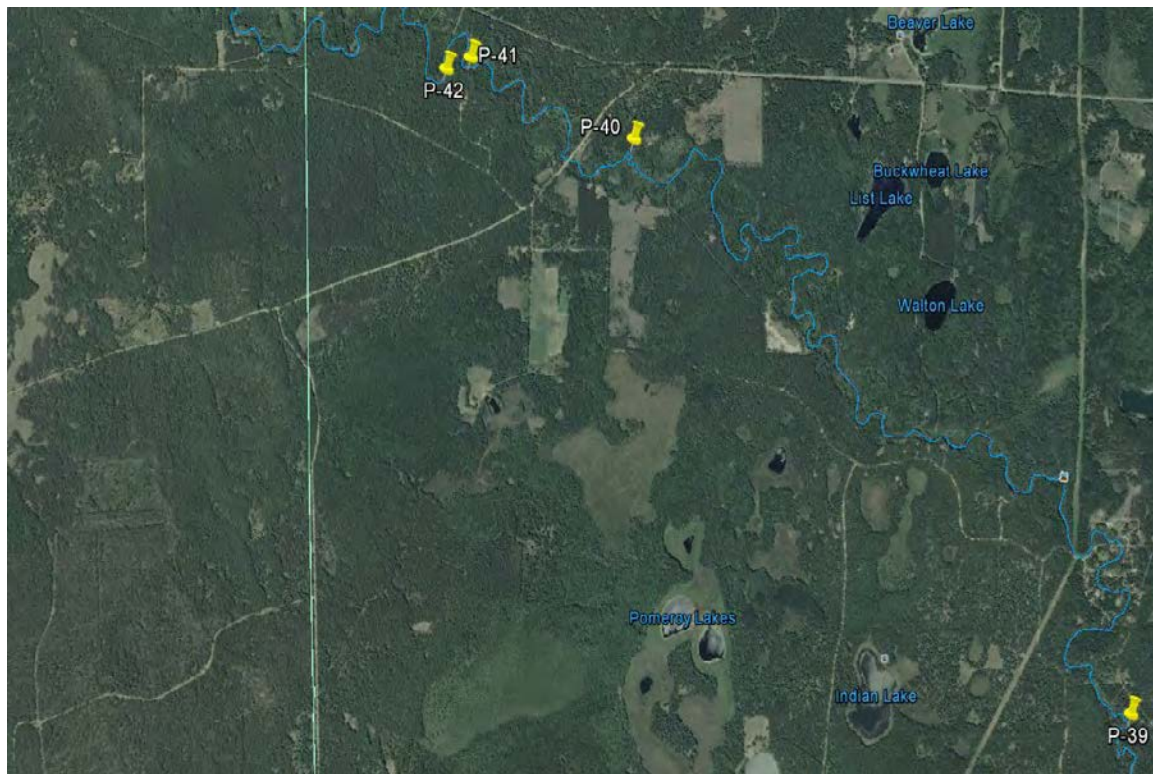 Beaver Lake
P-41
P-42
P-40
Buckwheat Lake
List Lake
Walton Lake
Pomeroy Lakes
Indian Lake
P-39